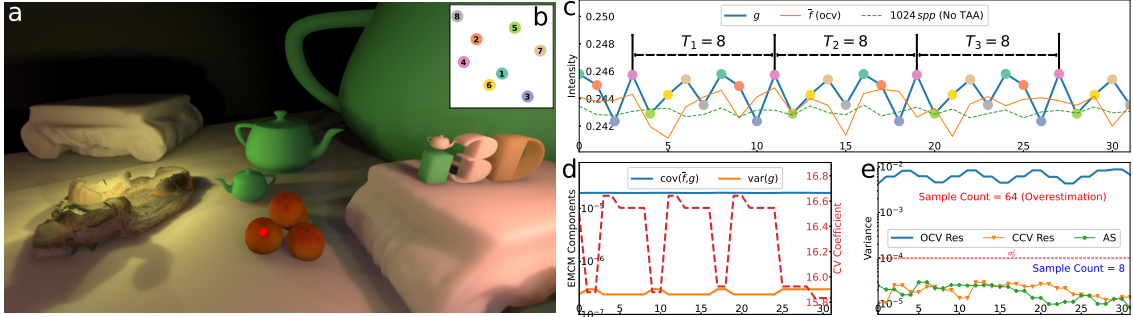 a
b
8
5
2
7
4
1
6
3
c
g
f̄ (ocv)
1024 spp (No TAA)
0.250
0.248
0.246
0.244
0.242
Intensity
T₁ = 8
T₂ = 8
T₃ = 8
0 5 10 15 20 25 30
d
cov(f̄,g)
var(g)
EMCM Components
10⁻⁵
10⁻⁶
10⁻⁷
16.8
16.6
16.4
16.2
16.0
15.8
CV Coefficient
0 5 10 15 20 25 30
e
10⁻²
10⁻³
10⁻⁴
10⁻⁵
Variance
Sample Count = 64 (Overestimation)
OCV Res
CCV Res
AS
Sample Count = 8
0 5 10 15 20 25 30